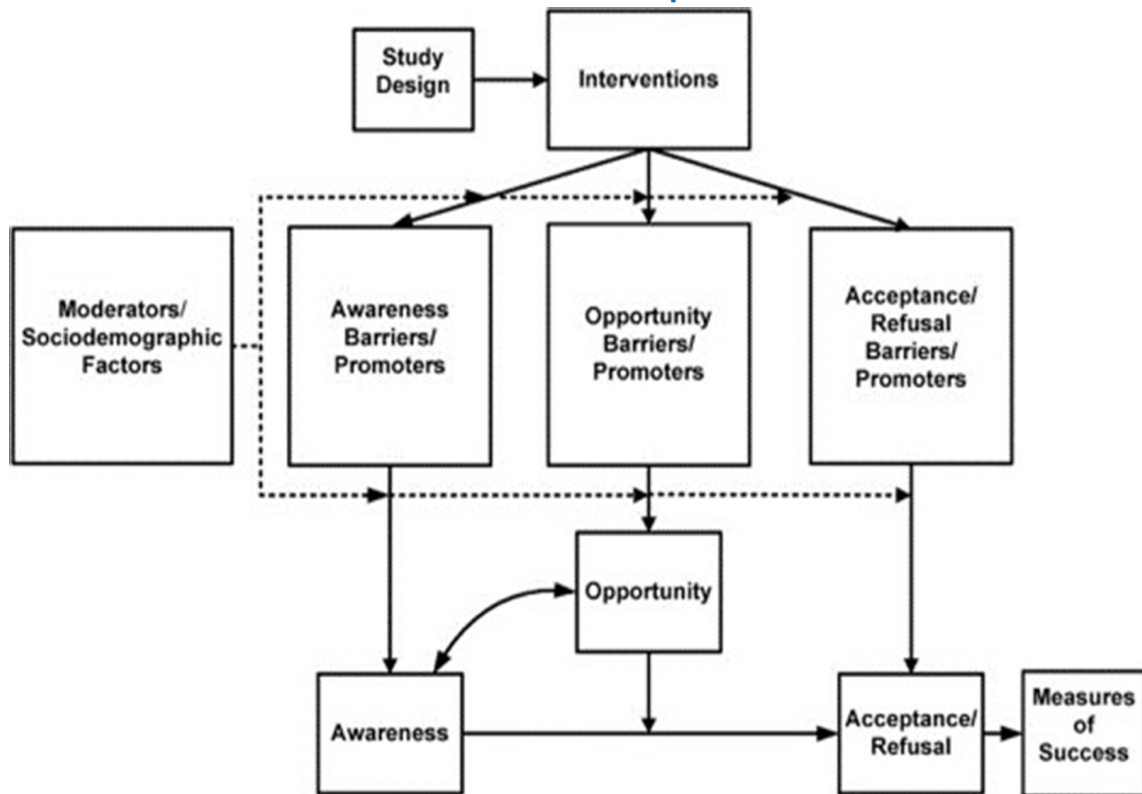 Study
Design
Interventions
Moderators/
Sociodemographic
Factors
Awareness
Barriers/
Promoters
Opportunity
Barriers/
Promoters
Acceptance/
Refusal
Barriers/
Promoters
Opportunity
Awareness
Acceptance/
Refusal
Measures
of
Success